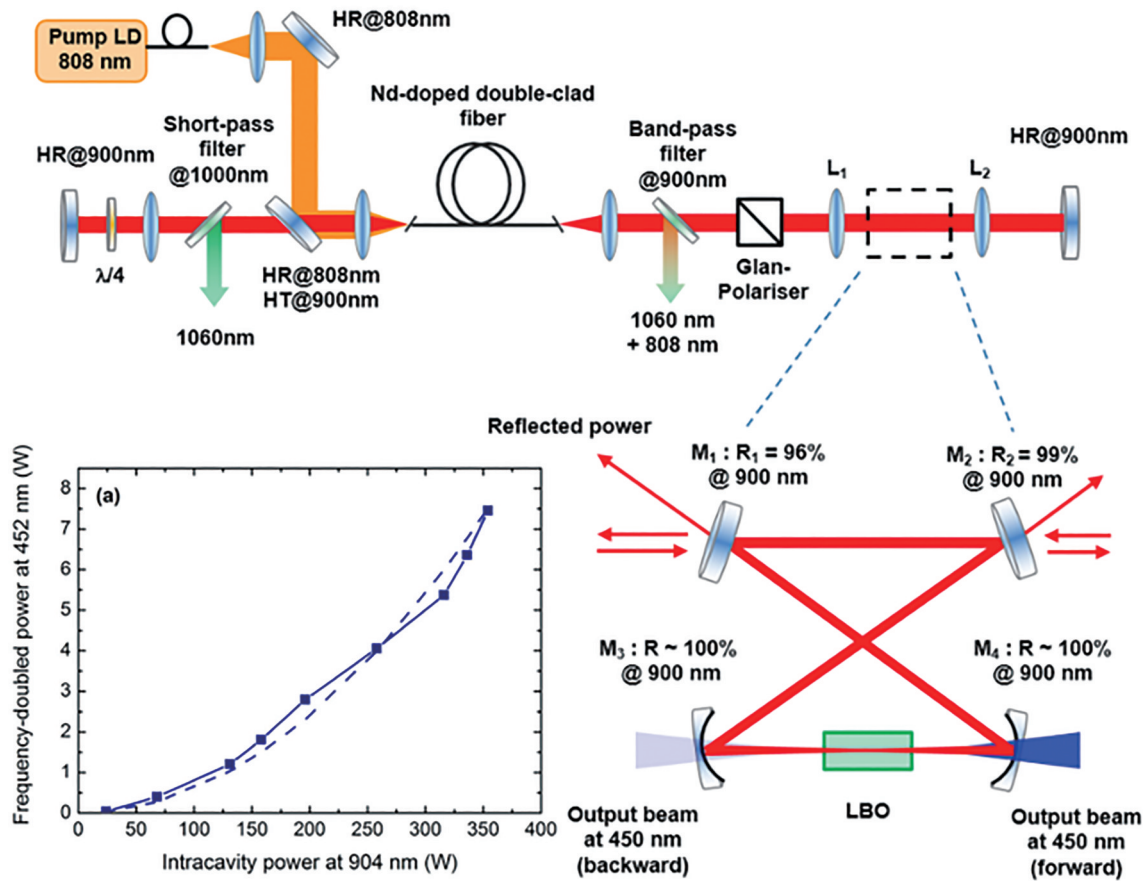 Pump LD
808 nm
HR@808nm
Nd-doped double-clad
fiber
Short-pass
filter
@1000nm
HR@900nm
Band-pass
filter
@900nm
HR@900nm
L1
L2
λ/4
HR@808nm
HT@900nm
Glan-
Polariser
1060nm
1060 nm
+ 808 nm
Reflected power
M1 : R1 = 96%
@ 900 nm
M2 : R2 = 99%
@ 900 nm
M3 : R ~ 100%
@ 900 nm
M4 : R ~ 100%
@ 900 nm
Output beam
at 450 nm
(backward)
LBO
Output beam
at 450 nm
(forward)
(a)
Frequency-doubled power at 452 nm (W)
8
7
6
5
4
3
2
1
0
0 50 100 150 200 250 300 350 400
Intracavity power at 904 nm (W)